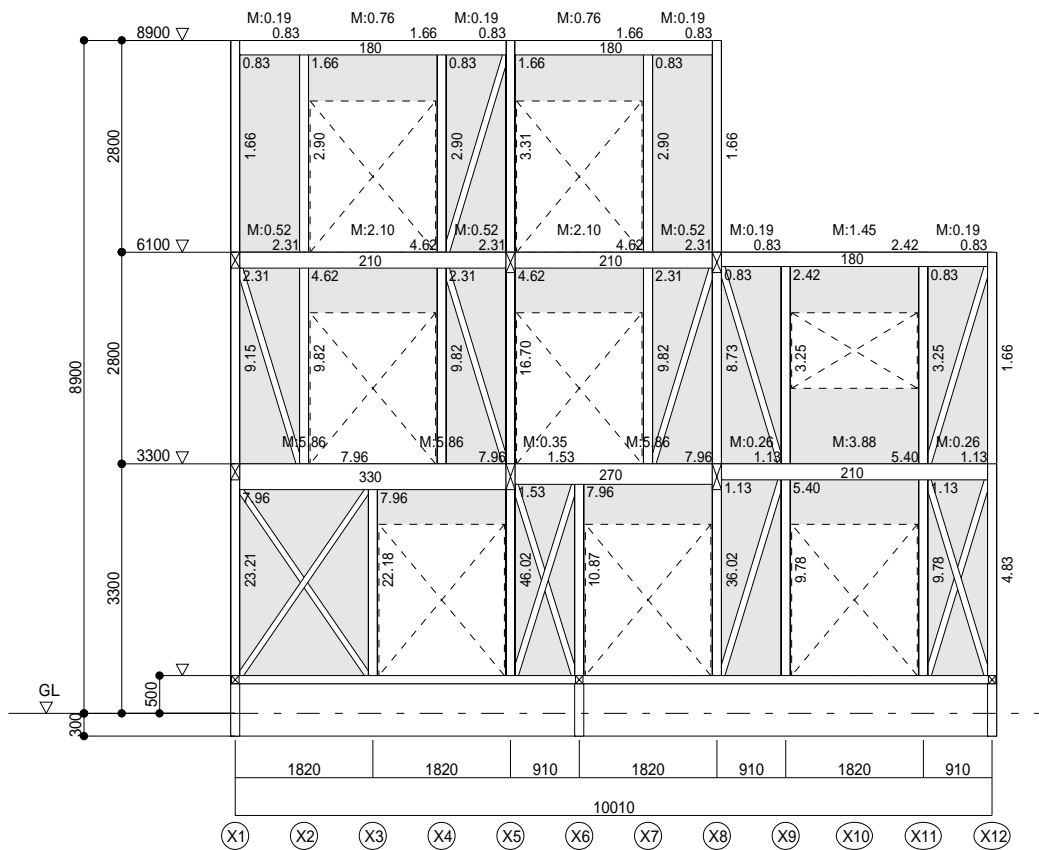 M:0.19 M:0.76 M:0.19 M:0.76 M:0.19
8900 0.83 1.66 0.83 1.66 0.83
180 180
0.83 1.66 0.83 1.66 0.83
2800 1.66 2.90 2.90 3.31 2.90 1.66
M:0.52 M:2.10 M:0.52 M:2.10 M:0.52 M:0.19 M:1.45 M:0.19
6100 2.31 4.62 2.31 4.62 2.31 0.83 2.42 0.83
210 210 180
2.31 4.62 2.31 4.62 2.31 0.83 2.42 0.83
8900 2800 9.15 9.82 9.82 16.70 9.82 8.73 3.25 3.25 1.66
M:5.86 M:5.86 M:0.35 M:5.86 M:0.26 M:3.88 M:0.26
3300 7.96 7.96 1.53 7.96 1.13 5.40 1.13
330 270 210
7.96 7.96 1.53 7.96 1.13 5.40 1.13
3300 23.21 22.18 46.02 10.87 36.02 9.78 9.78 4.83
GL 500
300
1820 1820 910 1820 910 1820 910
10010
X1 X2 X3 X4 X5 X6 X7 X8 X9 X10 X11 X12